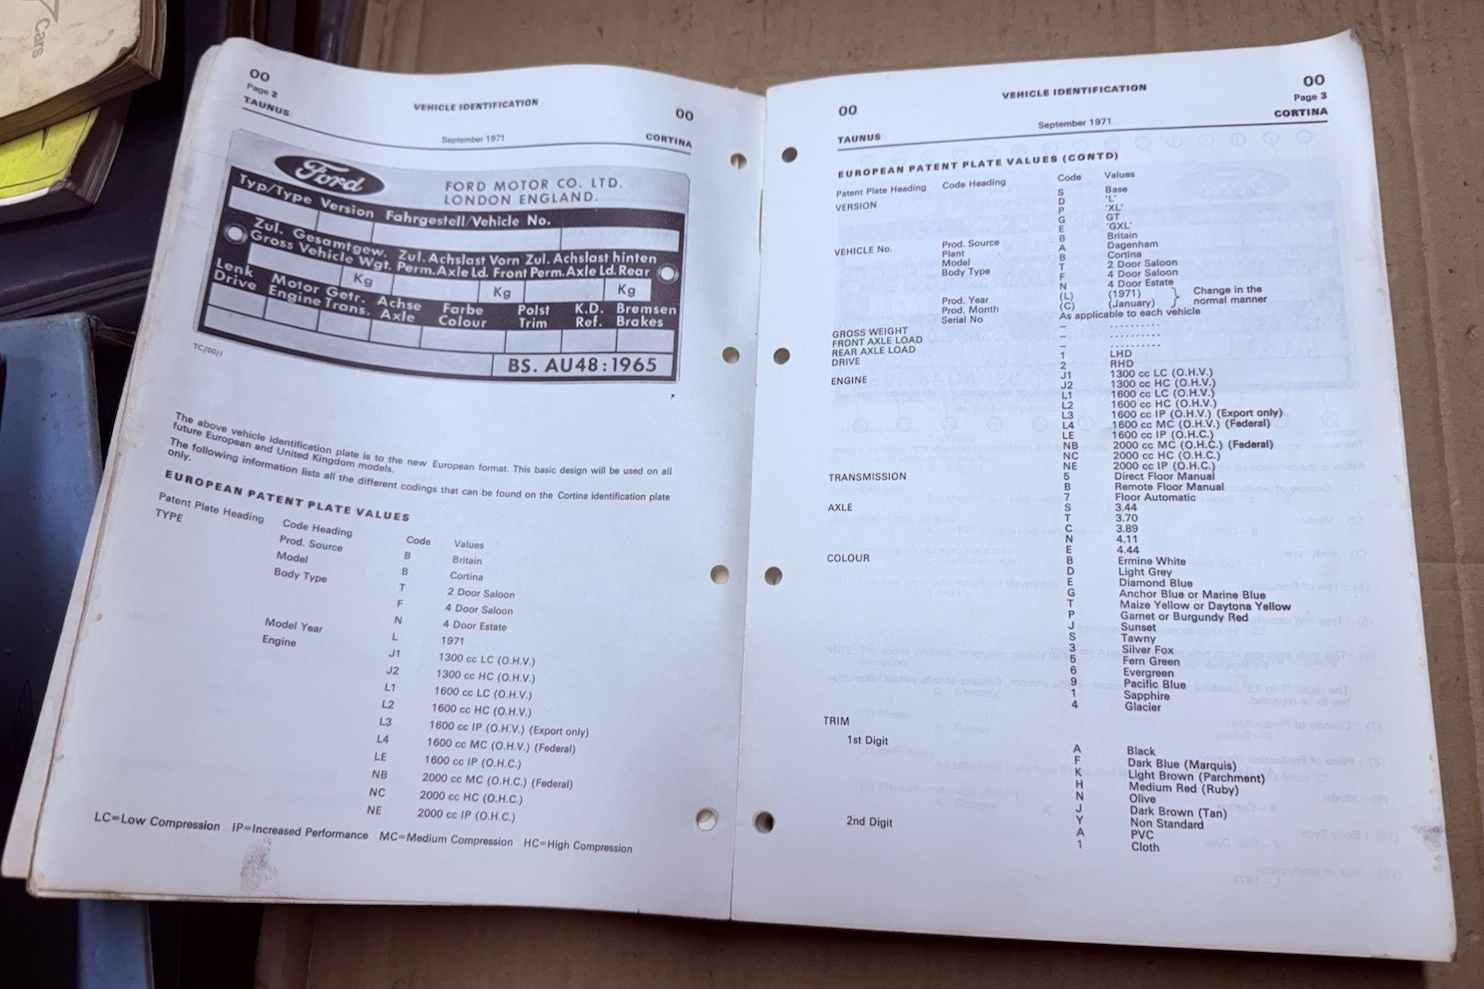 Cars
00
Page 2
TAUNUS
VEHICLE IDENTIFICATION
00
September 1971
CORTINA
Ford
FORD MOTOR CO. LTD.
LONDON ENGLAND.
Typ/Type Version Fahrgestell/Vehicle No.
Zul. Gesamtgew. Zul. Achslast Vorn Zul. Achslast hinten
Gross Vehicle Wgt. Perm. Axle Ld. Front Perm. Axle Ld. Rear
Kg Kg Kg
Lenk Motor Getr. Achse Farbe Polst K.D. Bremsen
Drive Engine Trans. Axle Colour Trim Ref. Brakes
BS. AU48:1965
TC/00/1
The above vehicle identification plate is to the new European format. This basic design will be used on all
future European and United Kingdom models.
The following information lists all the different codings that can be found on the Cortina identification plate
only.
EUROPEAN PATENT PLATE VALUES
Patent Plate Heading Code Heading Code Values
TYPE Prod. Source B Britain
Model B Cortina
Body Type T 2 Door Saloon
F 4 Door Saloon
N 4 Door Estate
Model Year L 1971
Engine J1 1300 cc LC (O.H.V.)
J2 1300 cc HC (O.H.V.)
L1 1600 cc LC (O.H.V.)
L2 1600 cc HC (O.H.V.)
L3 1600 cc IP (O.H.V.) (Export only)
L4 1600 cc MC (O.H.V.) (Federal)
LE 1600 cc IP (O.H.C.)
NB 2000 cc MC (O.H.C.) (Federal)
NC 2000 cc HC (O.H.C.)
NE 2000 cc IP (O.H.C.)
LC=Low Compression IP=Increased Performance MC=Medium Compression HC=High Compression
00
VEHICLE IDENTIFICATION
00
Page 3
TAUNUS
September 1971
CORTINA
EUROPEAN PATENT PLATE VALUES (CONTD)
Patent Plate Heading Code Heading Code Values
VERSION S Base
D 'L'
P 'XL'
G GT
E 'GXL'
VEHICLE No. Prod. Source B Britain
Plant A Dagenham
Model B Cortina
Body Type T 2 Door Saloon
F 4 Door Saloon
N 4 Door Estate
Prod. Year (L) (1971) } Change in the
Prod. Month (C) (January) } normal manner
Serial No As applicable to each vehicle
GROSS WEIGHT – ..........
FRONT AXLE LOAD – ..........
REAR AXLE LOAD – ..........
DRIVE 1 LHD
2 RHD
ENGINE J1 1300 cc LC (O.H.V.)
J2 1300 cc HC (O.H.V.)
L1 1600 cc LC (O.H.V.)
L2 1600 cc HC (O.H.V.)
L3 1600 cc IP (O.H.V.) (Export only)
L4 1600 cc MC (O.H.V.) (Federal)
LE 1600 cc IP (O.H.C.)
NB 2000 cc MC (O.H.C.) (Federal)
NC 2000 cc HC (O.H.C.)
NE 2000 cc IP (O.H.C.)
TRANSMISSION 5 Direct Floor Manual
B Remote Floor Manual
7 Floor Automatic
AXLE S 3.44
T 3.70
C 3.89
N 4.11
E 4.44
COLOUR B Ermine White
D Light Grey
E Diamond Blue
G Anchor Blue or Marine Blue
T Maize Yellow or Daytona Yellow
P Garnet or Burgundy Red
J Sunset
S Tawny
3 Silver Fox
5 Fern Green
6 Evergreen
9 Pacific Blue
1 Sapphire
4 Glacier
TRIM
1st Digit A Black
F Dark Blue (Marquis)
K Light Brown (Parchment)
H Medium Red (Ruby)
N Olive
J Dark Brown (Tan)
Y Non Standard
2nd Digit A PVC
1 Cloth